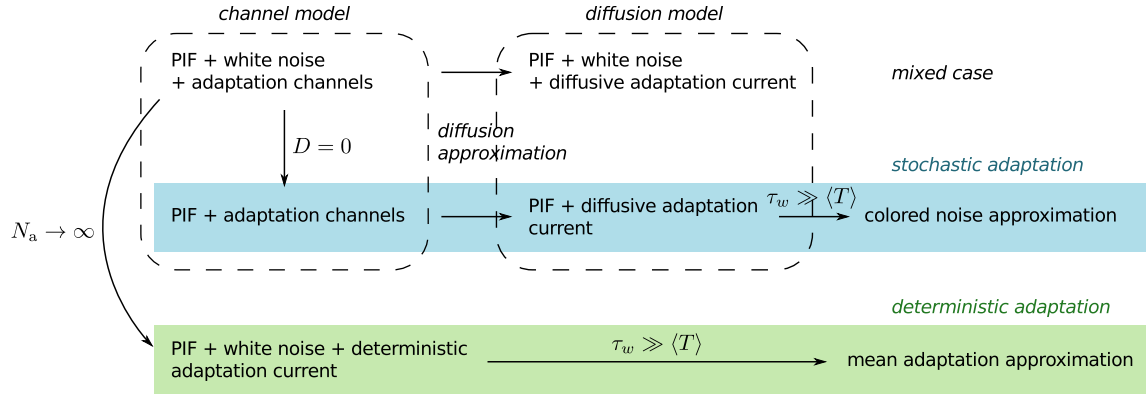 channel model
diffusion model
PIF + white noise
+ adaptation channels
PIF + white noise
+ diffusive adaptation current
mixed case
D = 0
diffusion
approximation
stochastic adaptation
PIF + adaptation channels
PIF + diffusive adaptation
current
τ_w ≫ ⟨T⟩
colored noise approximation
N_a → ∞
deterministic adaptation
PIF + white noise + deterministic
adaptation current
τ_w ≫ ⟨T⟩
mean adaptation approximation